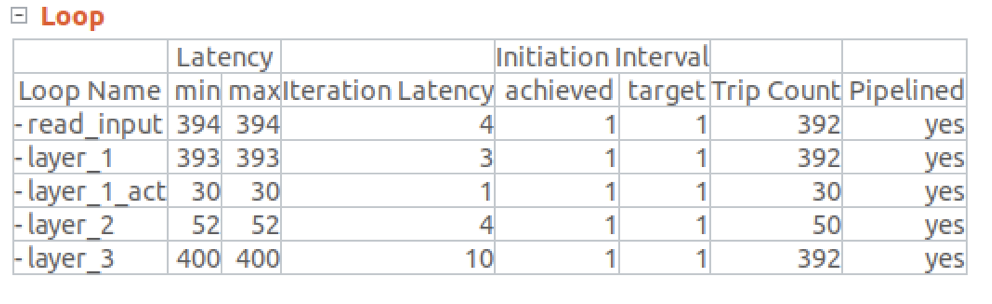 Loop
Latency Initiation Interval
Loop Name min max Iteration Latency achieved target Trip Count Pipelined
- read_input 394 394 4 1 1 392 yes
- layer_1 393 393 3 1 1 392 yes
- layer_1_act 30 30 1 1 1 30 yes
- layer_2 52 52 4 1 1 50 yes
- layer_3 400 400 10 1 1 392 yes